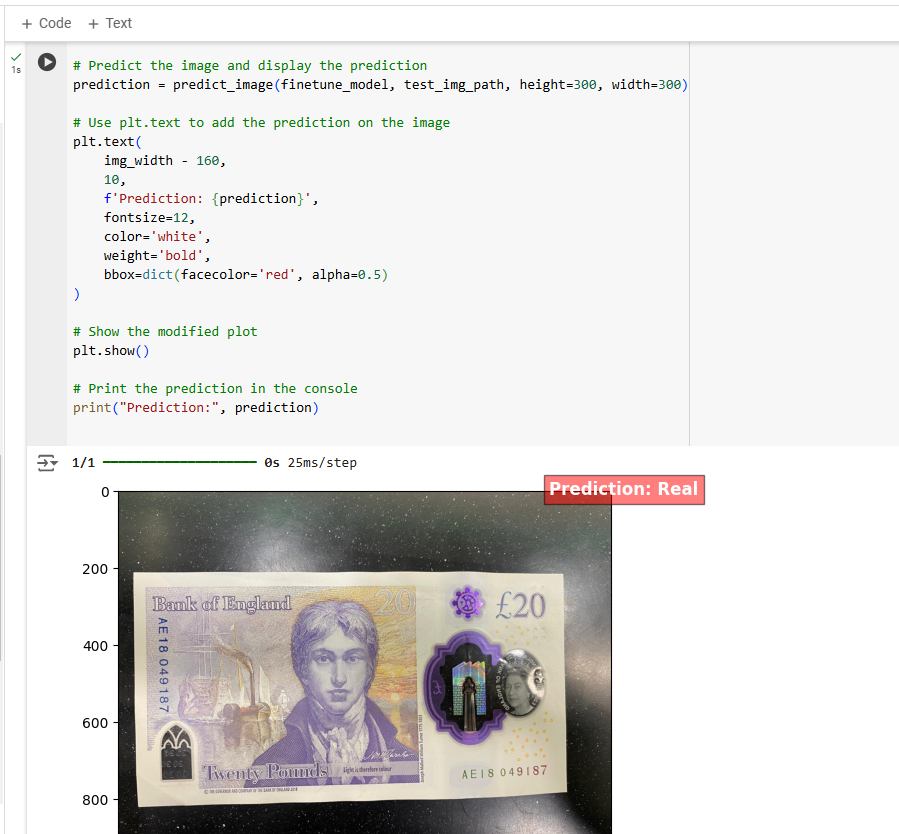 + Code + Text
1s
# Predict the image and display the prediction
prediction = predict_image(finetune_model, test_img_path, height=300, width=300)
# Use plt.text to add the prediction on the image
plt.text(
img_width - 160,
10,
f'Prediction: {prediction}',
fontsize=12,
color='white',
weight='bold',
bbox=dict(facecolor='red', alpha=0.5)
)
# Show the modified plot
plt.show()
# Print the prediction in the console
print("Prediction:", prediction)
1/1 0s 25ms/step
Prediction: Real
0
200
400
600
800
Bank of England
20
£20
AE18 049187
Twenty Pounds
Light is therefore colour
AE18 049187